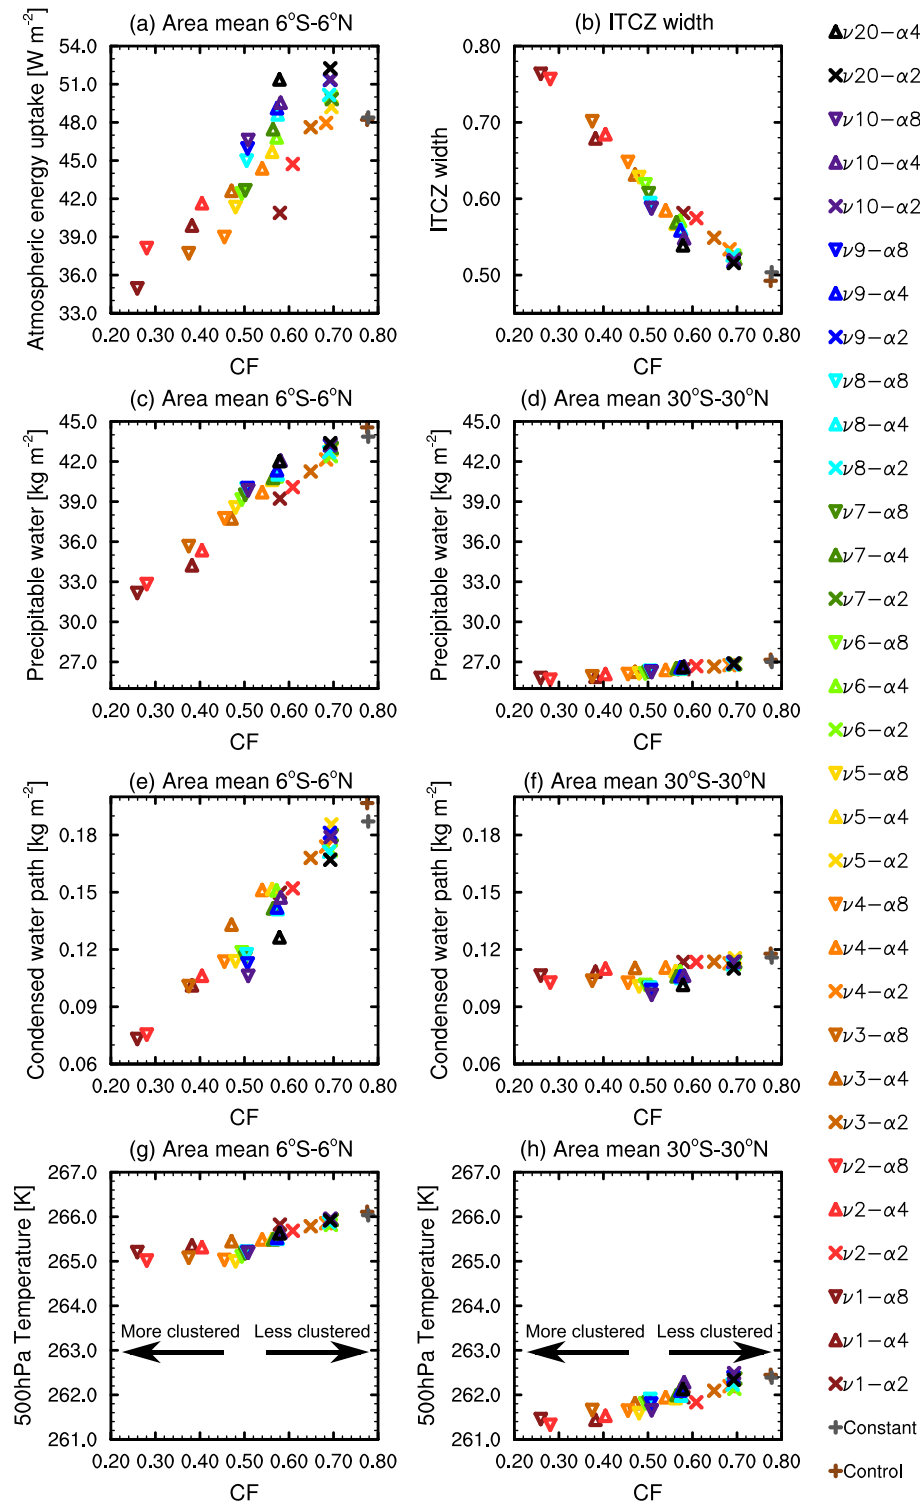 (a) Area mean 6°S-6°N
Atmospheric energy uptake [W m-2]
54.0
51.0
48.0
45.0
42.0
39.0
36.0
33.0
0.20 0.30 0.40 0.50 0.60 0.70 0.80
CF
(b) ITCZ width
ITCZ width
0.80
0.70
0.60
0.50
0.20 0.30 0.40 0.50 0.60 0.70 0.80
CF
(c) Area mean 6°S-6°N
Precipitable water [kg m-2]
45.0
42.0
39.0
36.0
33.0
30.0
27.0
0.20 0.30 0.40 0.50 0.60 0.70 0.80
CF
(d) Area mean 30°S-30°N
Precipitable water [kg m-2]
45.0
42.0
39.0
36.0
33.0
30.0
27.0
0.20 0.30 0.40 0.50 0.60 0.70 0.80
CF
(e) Area mean 6°S-6°N
Condensed water path [kg m-2]
0.18
0.15
0.12
0.09
0.06
0.20 0.30 0.40 0.50 0.60 0.70 0.80
CF
(f) Area mean 30°S-30°N
Condensed water path [kg m-2]
0.18
0.15
0.12
0.09
0.06
0.20 0.30 0.40 0.50 0.60 0.70 0.80
CF
(g) Area mean 6°S-6°N
500hPa Temperature [K]
267.0
266.0
265.0
264.0
263.0
262.0
261.0
More clustered Less clustered
0.20 0.30 0.40 0.50 0.60 0.70 0.80
CF
(h) Area mean 30°S-30°N
500hPa Temperature [K]
267.0
266.0
265.0
264.0
263.0
262.0
261.0
More clustered Less clustered
0.20 0.30 0.40 0.50 0.60 0.70 0.80
CF
ν20-α4
ν20-α2
ν10-α8
ν10-α4
ν10-α2
ν9-α8
ν9-α4
ν9-α2
ν8-α8
ν8-α4
ν8-α2
ν7-α8
ν7-α4
ν7-α2
ν6-α8
ν6-α4
ν6-α2
ν5-α8
ν5-α4
ν5-α2
ν4-α8
ν4-α4
ν4-α2
ν3-α8
ν3-α4
ν3-α2
ν2-α8
ν2-α4
ν2-α2
ν1-α8
ν1-α4
ν1-α2
Constant
Control